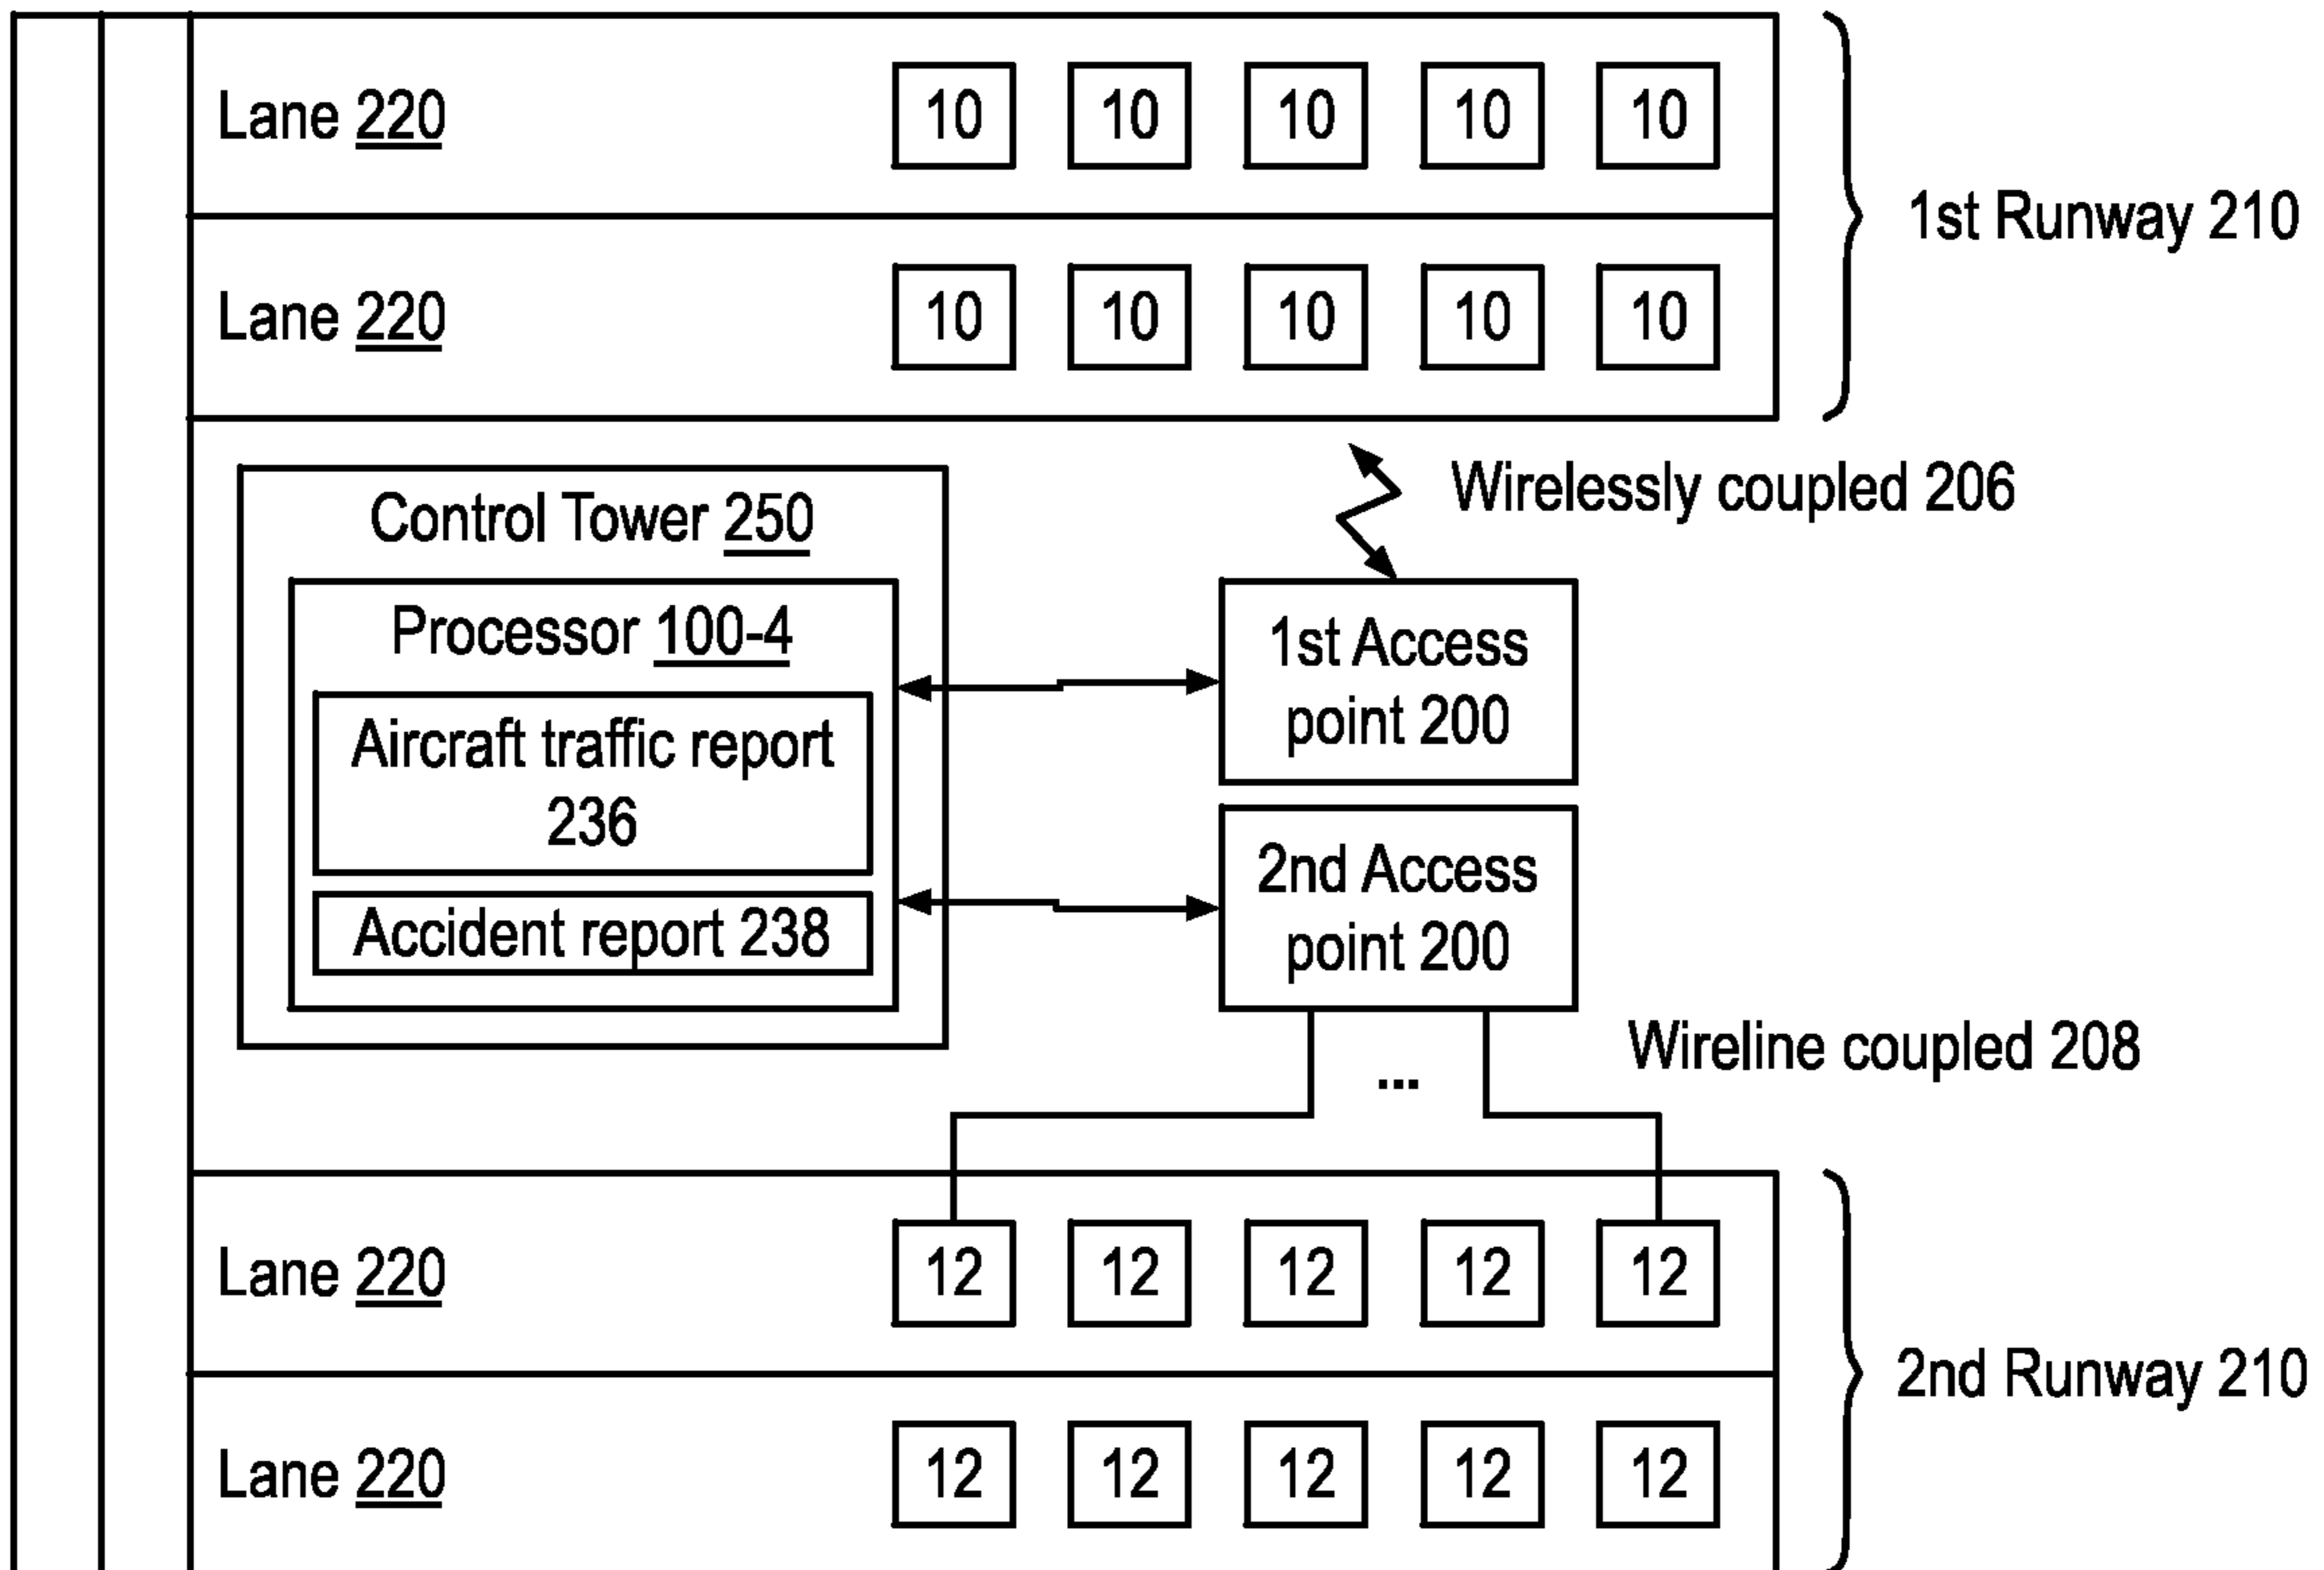 Lane 220 10 10 10 10 10
1st Runway 210
Lane 220 10 10 10 10 10
Wirelessly coupled 206
Control Tower 250
Processor 100-4
Aircraft traffic report
236
Accident report 238
1st Access
point 200
2nd Access
point 200
Wireline coupled 208
...
Lane 220 12 12 12 12 12
2nd Runway 210
Lane 220 12 12 12 12 12